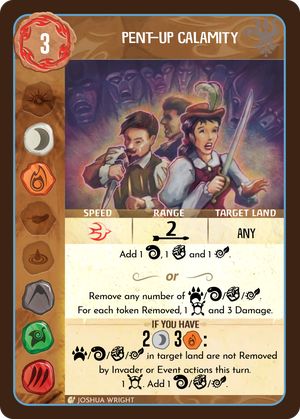 3
PENT-UP CALAMITY
SPEED RANGE TARGET LAND
2 ANY
Add 1 , 1 and 1 .
or
Remove any number of / / / .
For each token Removed, 1 and 3 Damage.
IF YOU HAVE
2 3 :
/ / / in target land are not Removed
by Invader or Event actions this turn.
1 . Add 1 / / .
JOSHUA WRIGHT